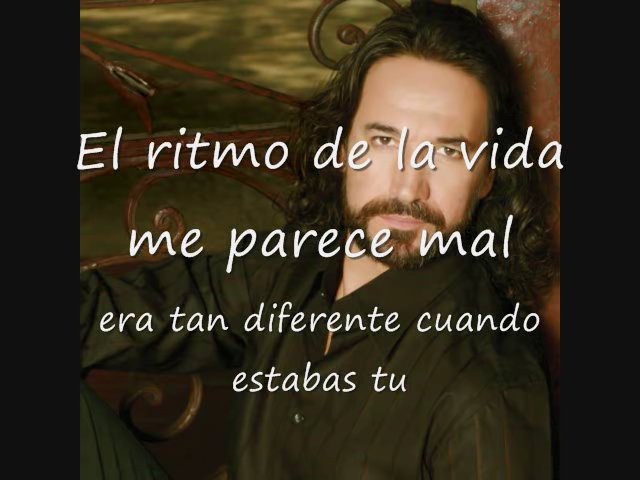 El ritmo de la vida
me parece mal
era tan diferente cuando
estabas tu